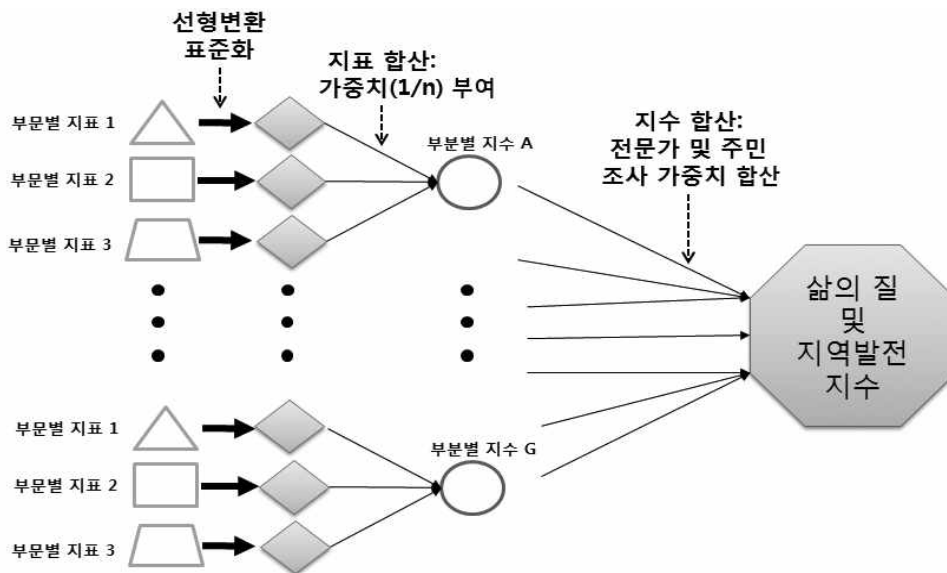 선형변환
표준화
지표 합산:
가중치(1/n) 부여
부문별 지표 1
부문별 지표 2
부문별 지표 3
부분별 지수 A
지수 합산:
전문가 및 주민
조사 가중치 합산
삶의 질
및
지역발전
지수
부문별 지표 1
부문별 지표 2
부문별 지표 3
부분별 지수 G